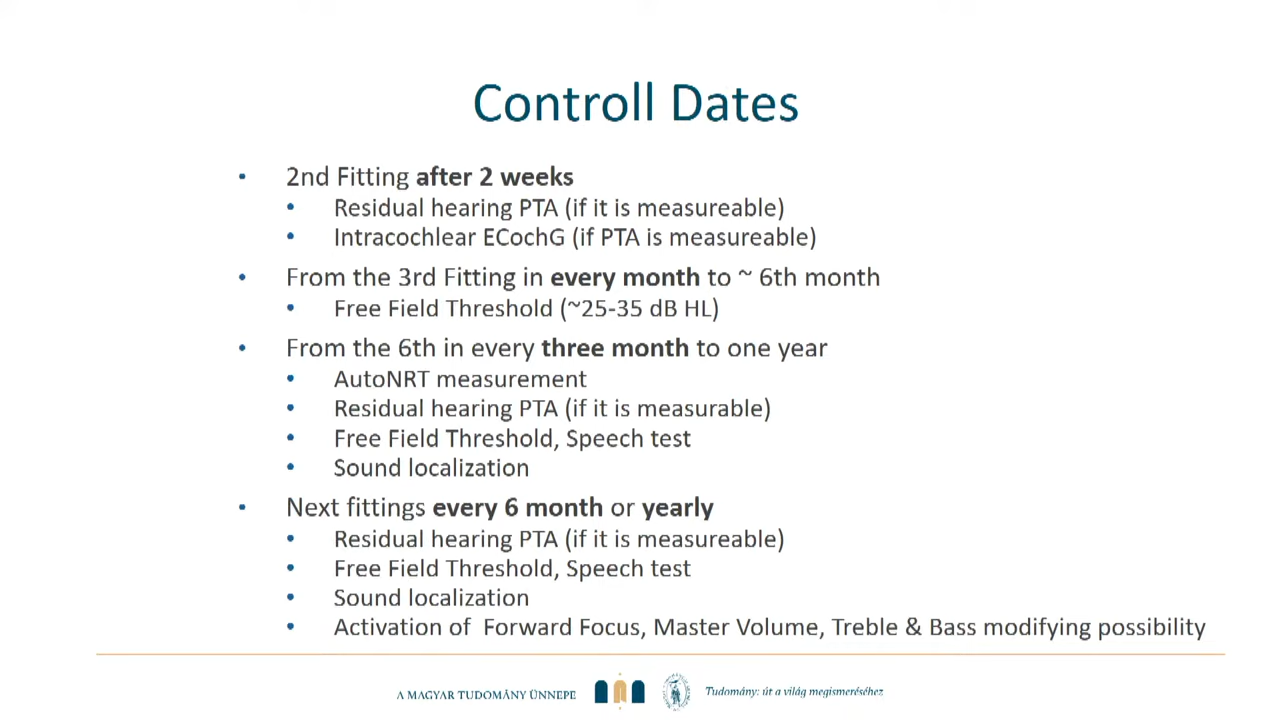 Controll Dates
• 2nd Fitting after 2 weeks
• Residual hearing PTA (if it is measureable)
• Intracochlear ECochG (if PTA is measureable)
• From the 3rd Fitting in every month to ~ 6th month
• Free Field Threshold (~25-35 dB HL)
• From the 6th in every three month to one year
• AutoNRT measurement
• Residual hearing PTA (if it is measurable)
• Free Field Threshold, Speech test
• Sound localization
• Next fittings every 6 month or yearly
• Residual hearing PTA (if it is measureable)
• Free Field Threshold, Speech test
• Sound localization
• Activation of Forward Focus, Master Volume, Treble & Bass modifying possibility
A MAGYAR TUDOMÁNY ÜNNEPE
Tudomány: út a világ megismeréséhez